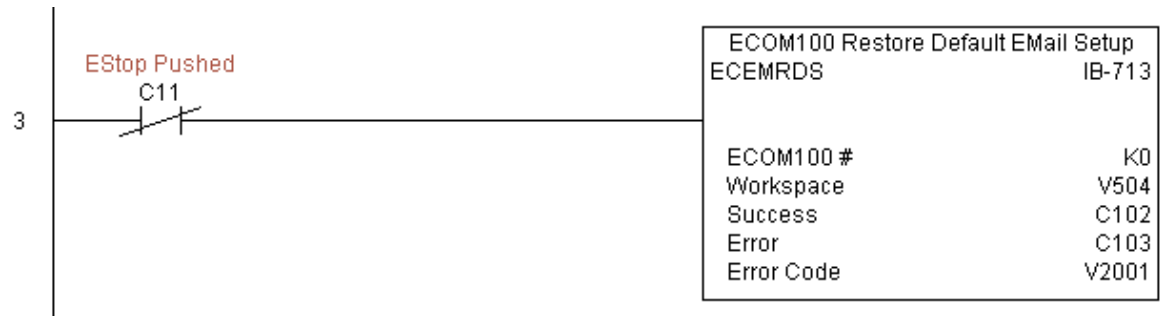 ECOM100 Restore Default EMail Setup
ECEMRDS IB-713
EStop Pushed
C11
3
ECOM100 # K0
Workspace V504
Success C102
Error C103
Error Code V2001